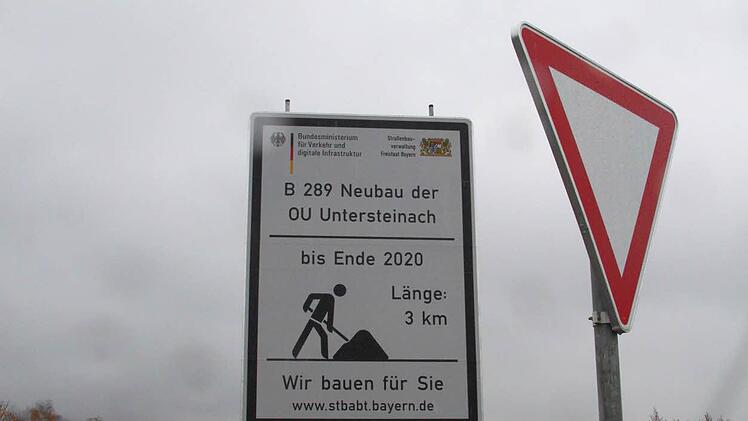 Bundesministerium
für Verkehr und
digitale Infrastruktur
Straßenbau-
verwaltung
Freistaat Bayern
B 289 Neubau der
OU Untersteinach
bis Ende 2020
Länge:
3 km
Wir bauen für Sie
www.stbabt.bayern.de